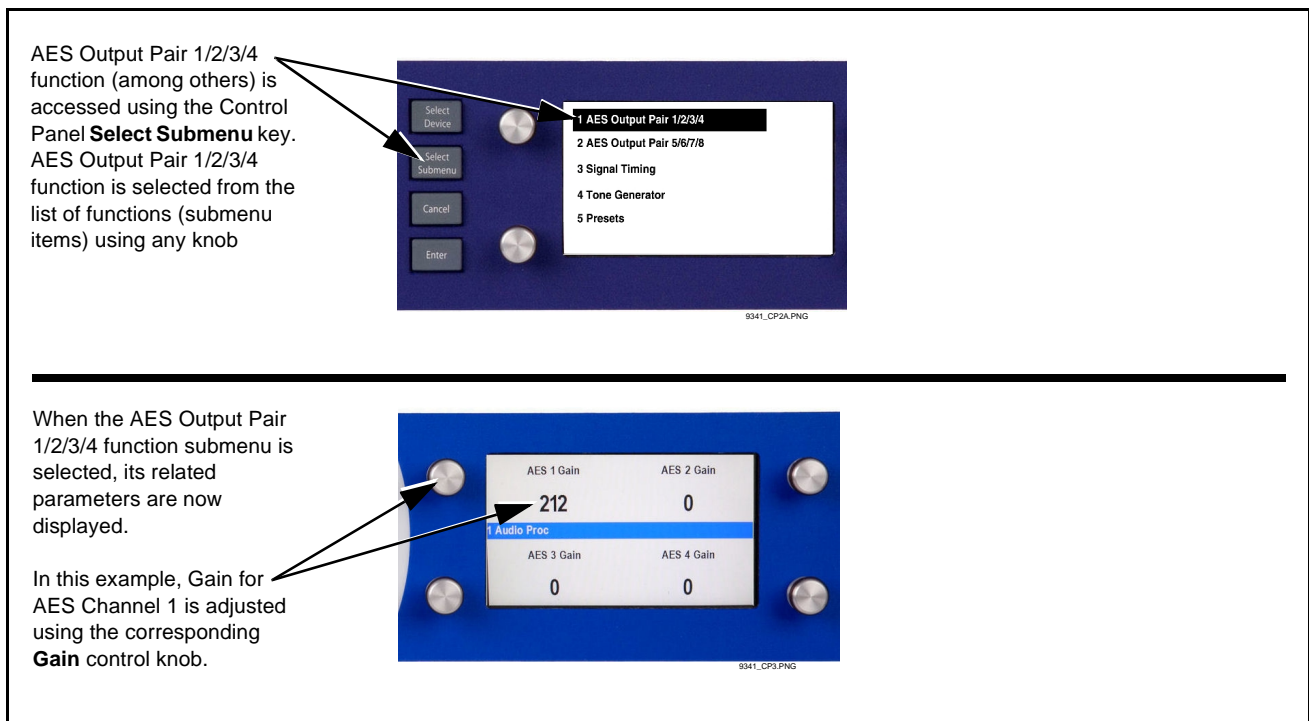 AES Output Pair 1/2/3/4
function (among others) is
accessed using the Control
Panel Select Submenu key.
AES Output Pair 1/2/3/4
function is selected from the
list of functions (submenu
items) using any knob
Select
Device
Select
Submenu
Cancel
Enter
1 AES Output Pair 1/2/3/4
2 AES Output Pair 5/6/7/8
3 Signal Timing
4 Tone Generator
5 Presets
9341_CP2A.PNG
When the AES Output Pair
1/2/3/4 function submenu is
selected, its related
parameters are now
displayed.
In this example, Gain for
AES Channel 1 is adjusted
using the corresponding
Gain control knob.
AES 1 Gain
AES 2 Gain
212
0
1 Audio Proc
AES 3 Gain
AES 4 Gain
0
0
9341_CP3.PNG